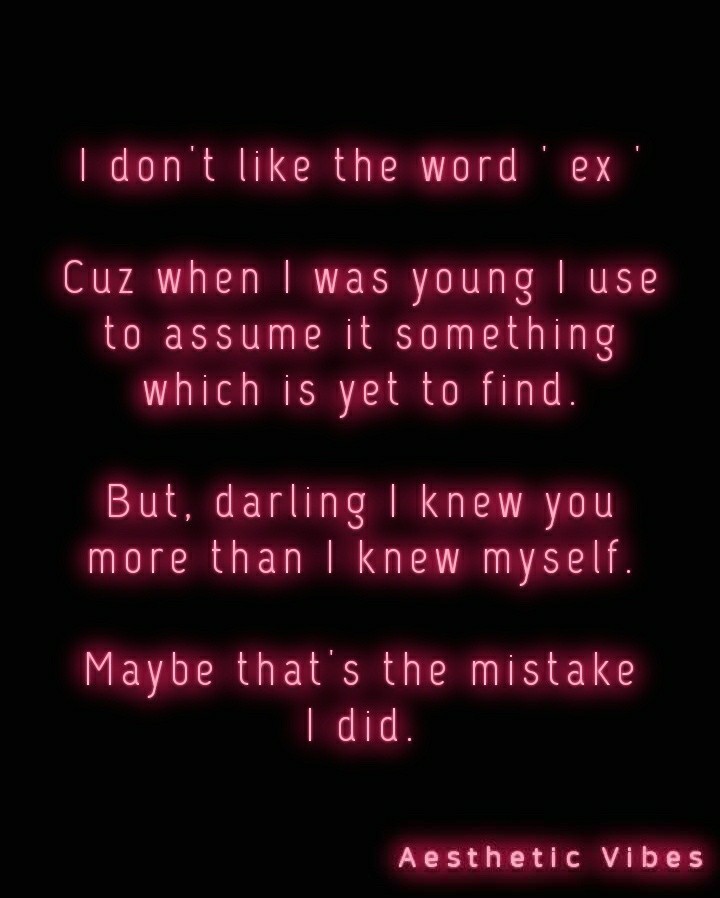 I don't like the word ' ex '
Cuz when I was young I use
to assume it something
which is yet to find.
But, darling I knew you
more than I knew myself.
Maybe that's the mistake
I did.
Aesthetic Vibes